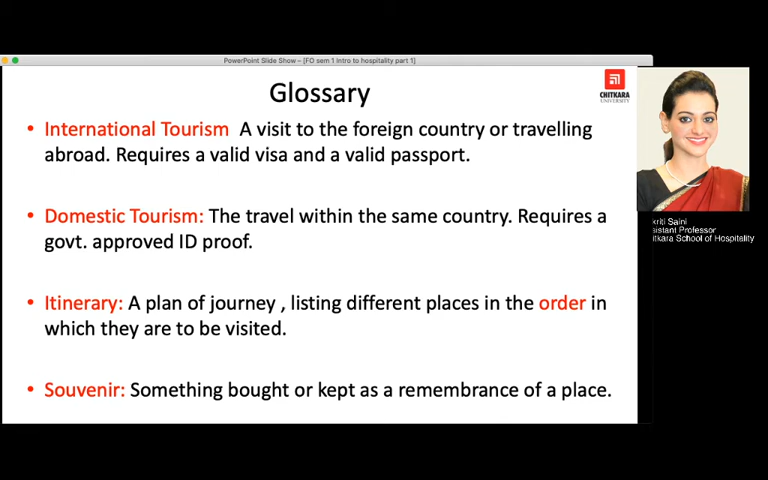 PowerPoint Slide Show – [FO sem 1 Intro to hospitality part 1]
Glossary
CHITKARA
UNIVERSITY
• International Tourism A visit to the foreign country or travelling
abroad. Requires a valid visa and a valid passport.
• Domestic Tourism: The travel within the same country. Requires a
govt. approved ID proof.
• Itinerary: A plan of journey , listing different places in the order in
which they are to be visited.
• Souvenir: Something bought or kept as a remembrance of a place.
kriti Saini
sistant Professor
itkara School of Hospitality